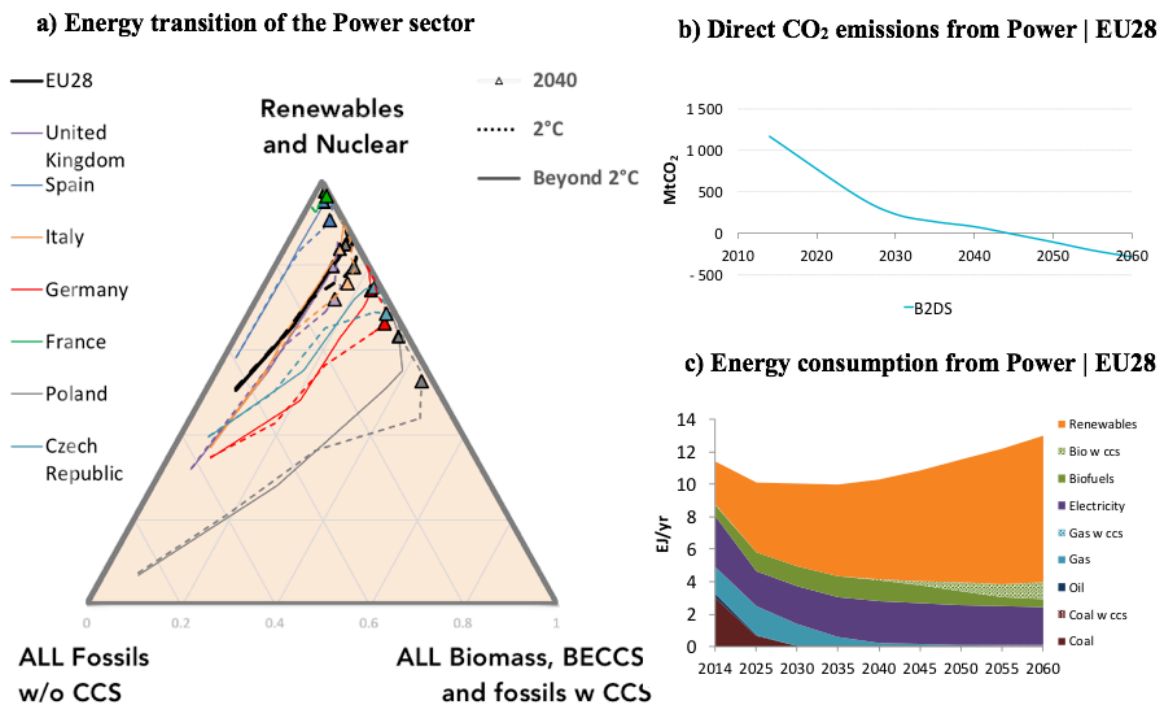 a) Energy transition of the Power sector
EU28
United
Kingdom
Spain
Italy
Germany
France
Poland
Czech
Republic
2040
2°C
Beyond 2°C
Renewables
and Nuclear
0
0.2
0.4
0.6
0.8
1
ALL Fossils
w/o CCS
ALL Biomass, BECCS
and fossils w CCS
b) Direct CO₂ emissions from Power | EU28
MtCO₂
1 500
1 000
500
0
- 500
2010
2020
2030
2040
2050
2060
B2DS
c) Energy consumption from Power | EU28
EJ/yr
14
12
10
8
6
4
2
0
2014
2025
2030
2035
2040
2045
2050
2055
2060
Renewables
Bio w ccs
Biofuels
Electricity
Gas w ccs
Gas
Oil
Coal w ccs
Coal